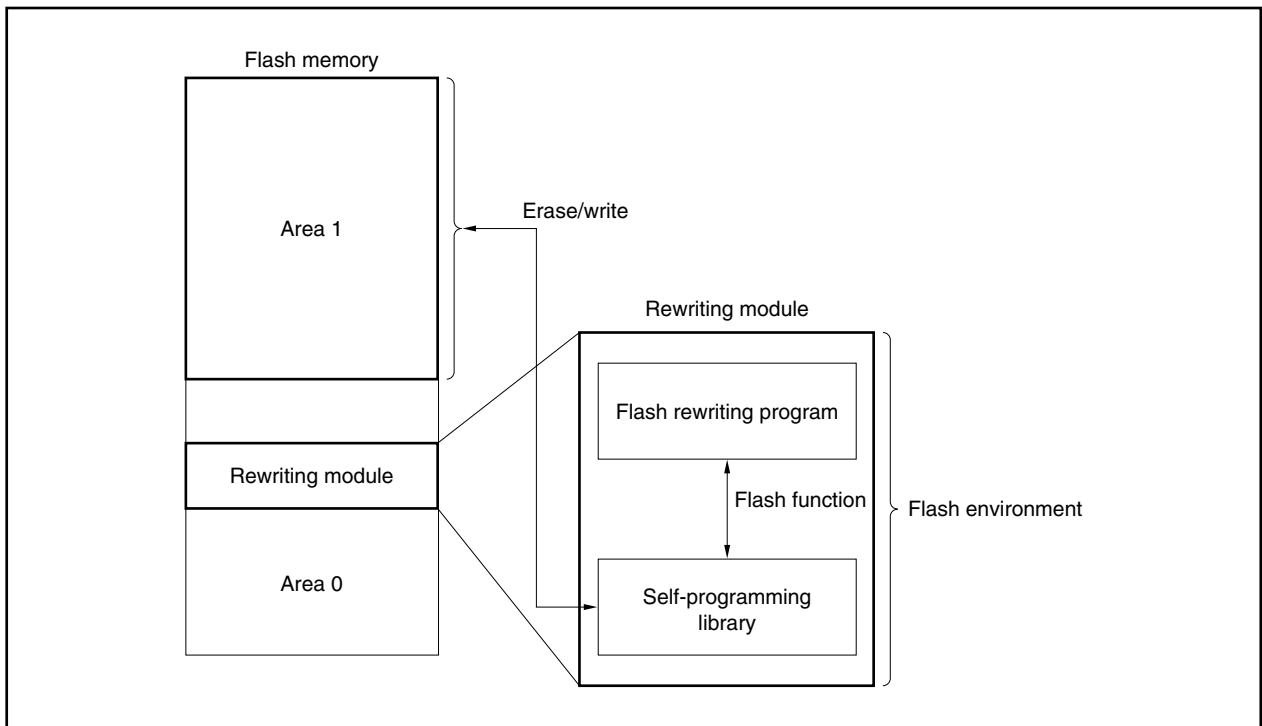 Flash memory
Area 1
Erase/write
Rewriting module
Flash rewriting program
Rewriting module
Flash function
Flash environment
Area 0
Self-programming
library